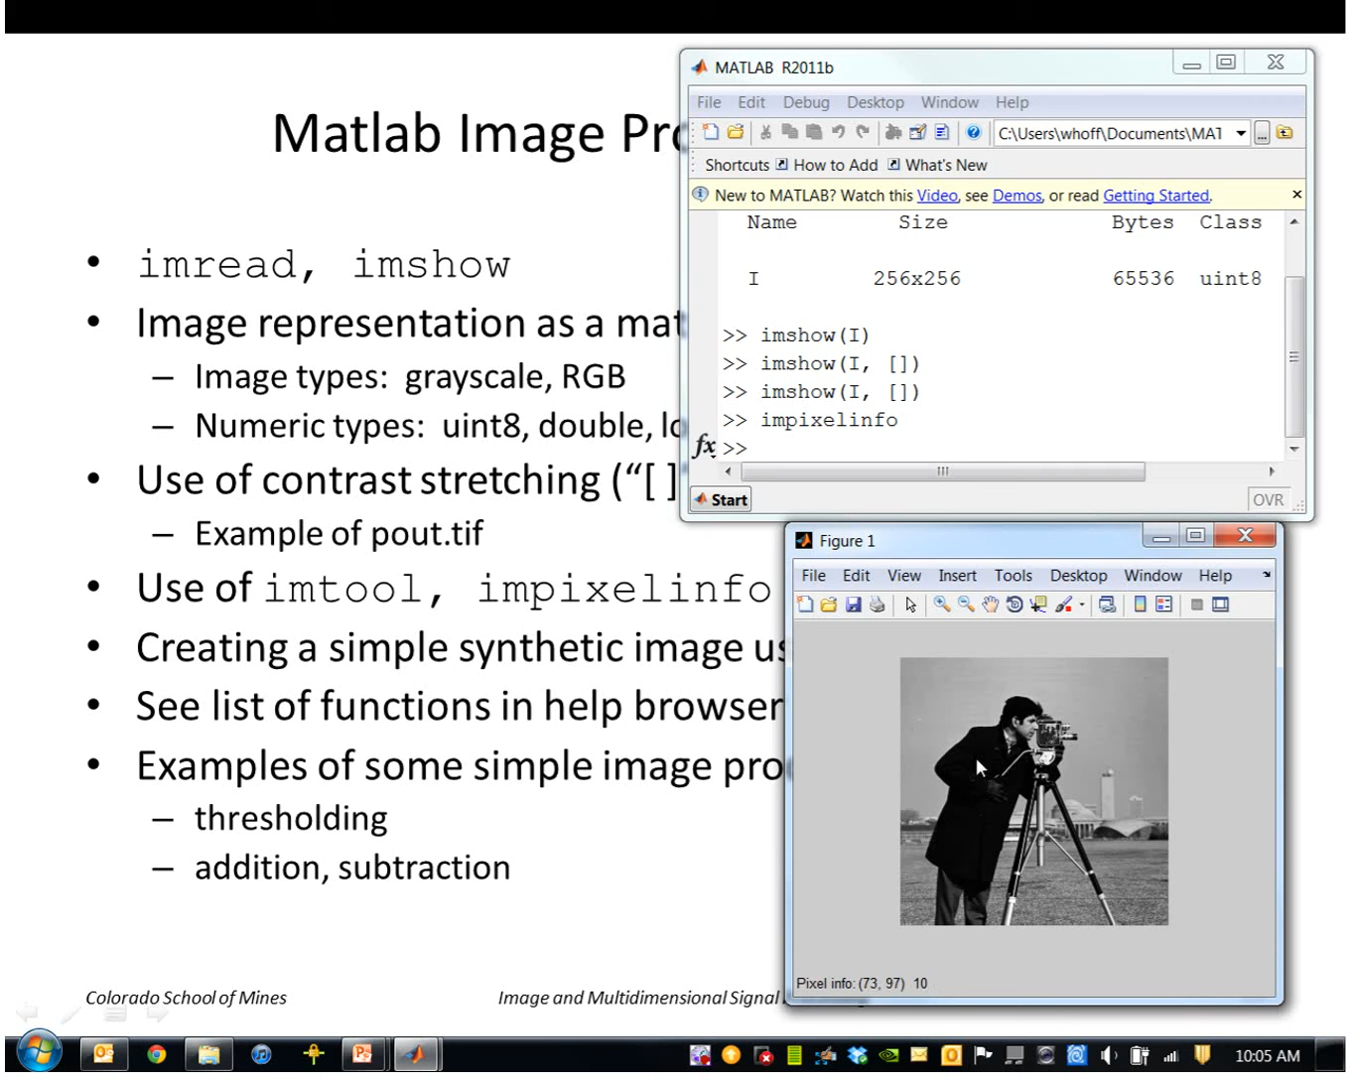 Matlab Image Pro
• imread, imshow
• Image representation as a mat
– Image types: grayscale, RGB
– Numeric types: uint8, double, lo
• Use of contrast stretching (“[ ]
– Example of pout.tif
• Use of imtool, impixelinfo
• Creating a simple synthetic image us
• See list of functions in help browser
• Examples of some simple image pro
– thresholding
– addition, subtraction
Colorado School of Mines
Image and Multidimensional Signal
MATLAB R2011b
File Edit Debug Desktop Window Help
C:\Users\whoff\Documents\MAT
Shortcuts How to Add What's New
New to MATLAB? Watch this Video, see Demos, or read Getting Started.
Name Size Bytes Class
I 256x256 65536 uint8
>> imshow(I)
>> imshow(I, [])
>> imshow(I, [])
>> impixelinfo
fx >>
Start
OVR
Figure 1
File Edit View Insert Tools Desktop Window Help
Pixel info: (73, 97) 10
10:05 AM